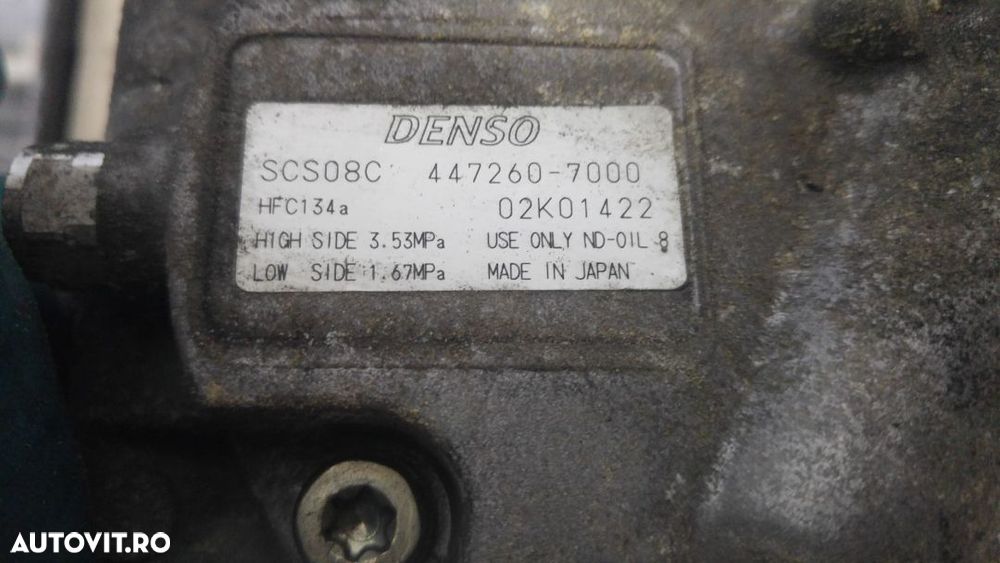 DENSO
SCS08C 447260-7000
HFC134a 02K01422
HIGH SIDE 3.53MPa USE ONLY ND-OIL 8
LOW SIDE 1.67MPa MADE IN JAPAN
AUTOVIT.RO